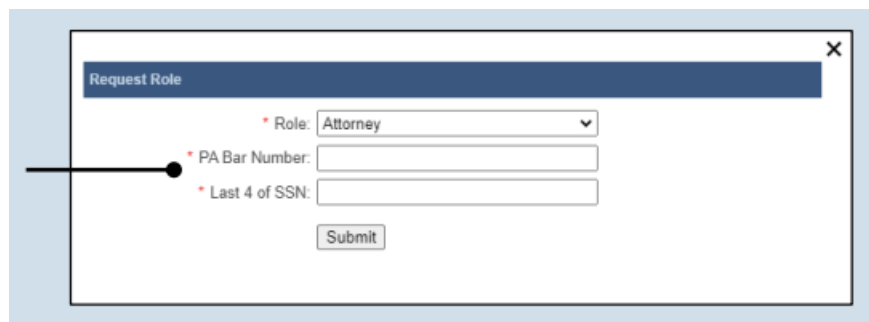 ×
Request Role
* Role: Attorney
* PA Bar Number:
* Last 4 of SSN:
Submit